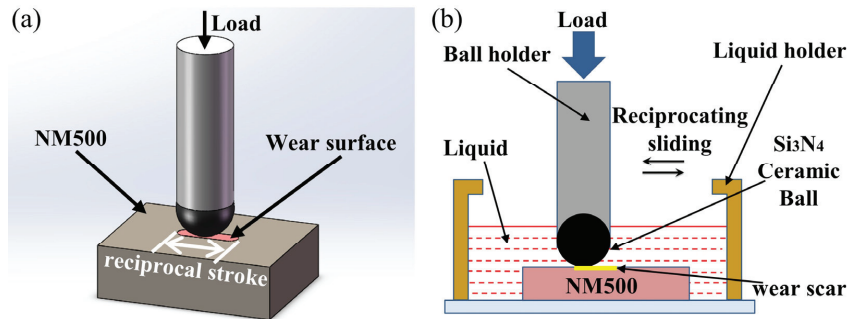 (a)
Load
NM500
Wear surface
reciprocal stroke
(b)
Load
Ball holder
Liquid holder
Reciprocating
sliding
Si₃N₄
Ceramic
Ball
Liquid
NM500
wear scar